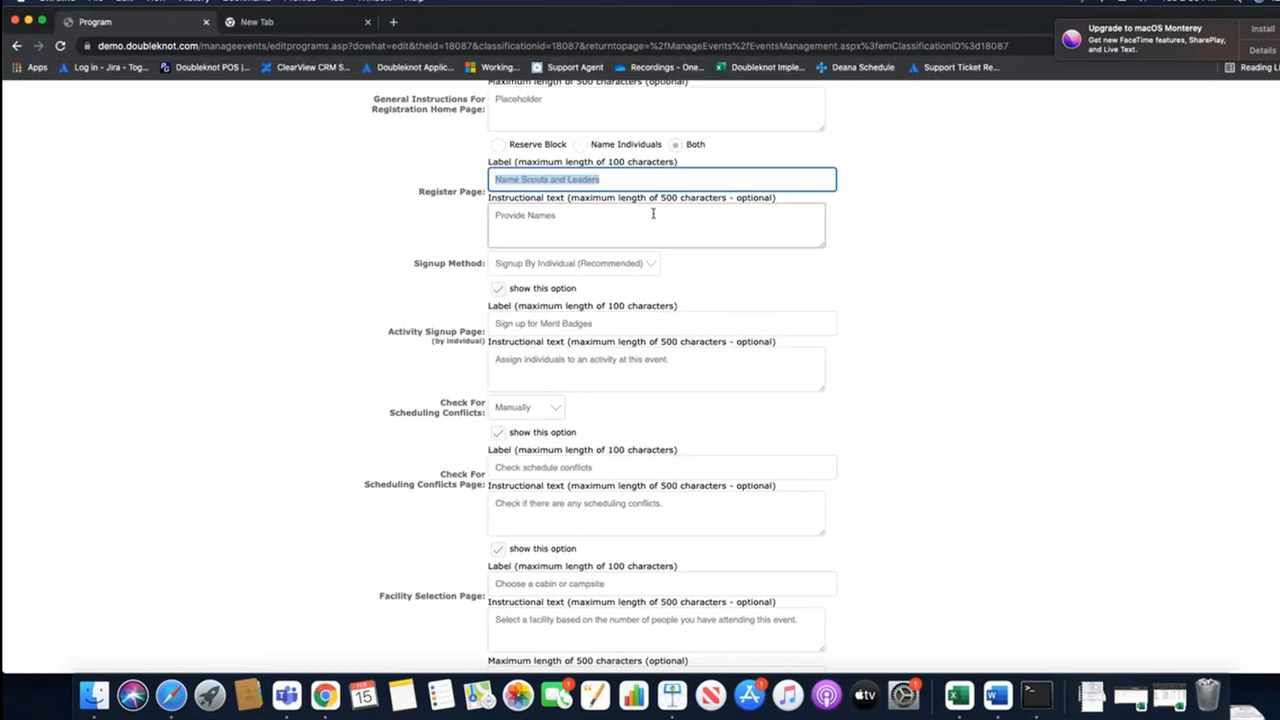 Program
New Tab
demo.doubleknot.com/manageevents/editprograms.asp?dowhat=edit&theid=18087&classificationid=18087&returntopage=%2fManageEvents%2fEventsManagement.aspx%3femClassificationID%3d18087
Upgrade to macOS Monterey
Get new FaceTime features, SharePlay,
and Live Text.
Install
Details
Apps
Log in - Jira - Tog...
Doubleknot POS |...
ClearView CRM S...
Doubleknot Applic...
Working...
Support Agent
Recordings - One...
Doubleknot Imple...
Deana Schedule
Support Ticket Re...
Reading Li
Maximum length of 500 characters (optional)
General Instructions For
Registration Home Page:
Placeholder
Reserve Block Name Individuals Both
Label (maximum length of 100 characters)
Register Page:
Name Scouts and Leaders
Instructional text (maximum length of 500 characters - optional)
Provide Names
Signup Method: Signup By Individual (Recommended)
show this option
Label (maximum length of 100 characters)
Activity Signup Page:
(by individual)
Sign up for Merit Badges
Instructional text (maximum length of 500 characters - optional)
Assign individuals to an activity at this event.
Check For
Scheduling Conflicts:
Manually
show this option
Label (maximum length of 100 characters)
Check For
Scheduling Conflicts Page:
Check schedule conflicts
Instructional text (maximum length of 500 characters - optional)
Check if there are any scheduling conflicts.
show this option
Label (maximum length of 100 characters)
Facility Selection Page:
Choose a cabin or campsite
Instructional text (maximum length of 500 characters - optional)
Select a facility based on the number of people you have attending this event.
Maximum length of 500 characters (optional)
FEB
15
1
1
1